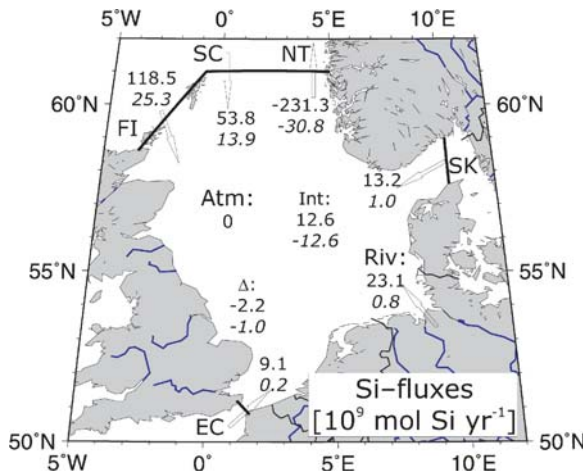 5°W 0° 5°E 10°E
SC NT
118.5
25.3
60°N 60°N
FI
53.8
13.9
-231.3
-30.8
SK
13.2
1.0
Atm:
0
Int:
12.6
-12.6
Riv:
23.1
0.8
55°N 55°N
Δ:
-2.2
-1.0
9.1
0.2
EC
Si–fluxes
[10⁹ mol Si yr⁻¹]
50°N 50°N
5°W 0° 5°E 10°E